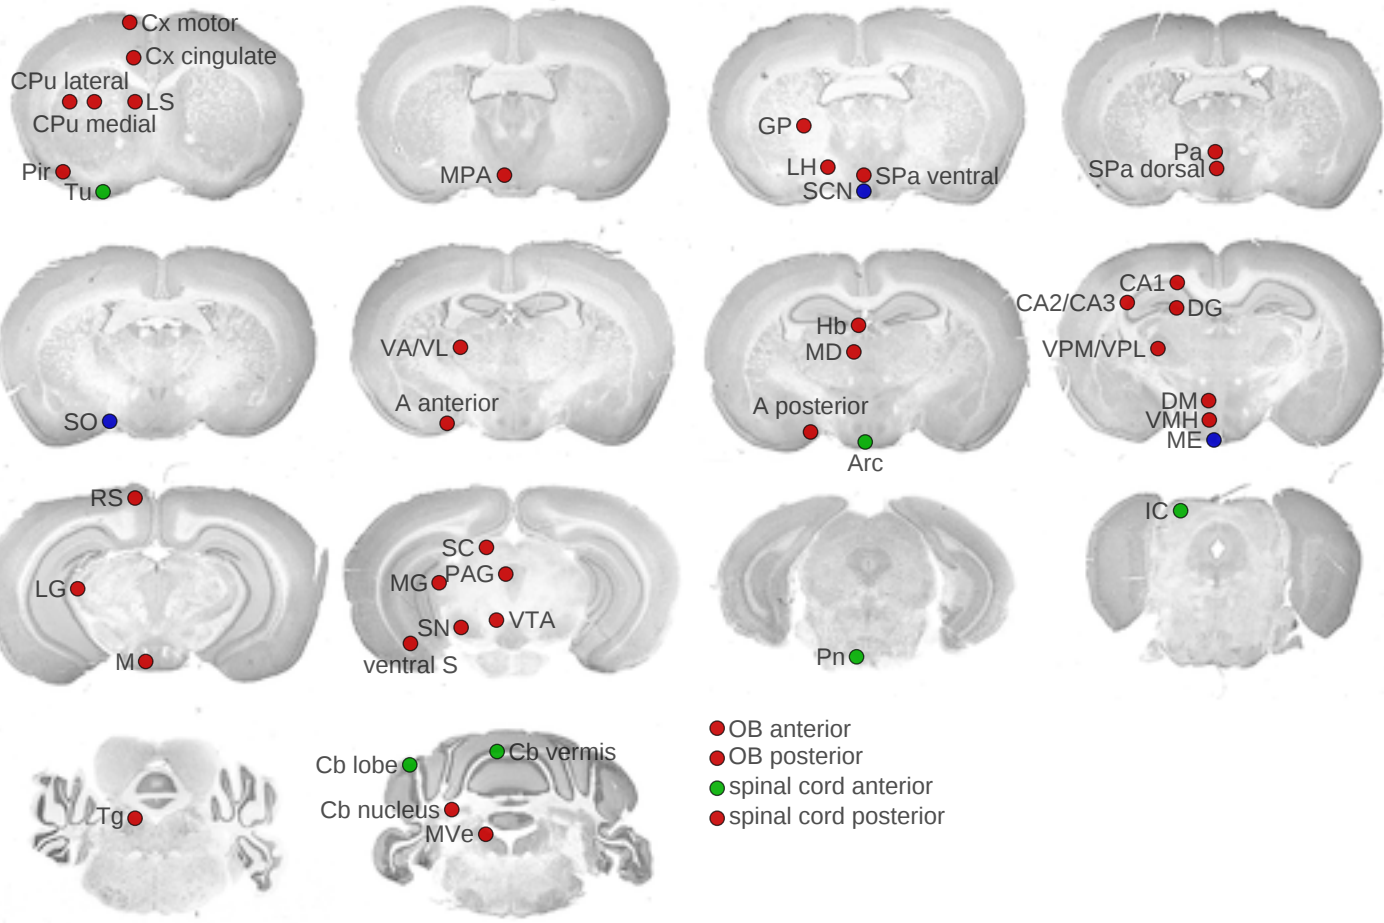 Cx motor
Cx cingulate
CPu lateral
LS
CPu medial
Pir
Tu
MPA
GP
LH
SPa ventral
SCN
Pa
SPa dorsal
SO
VA/VL
A anterior
Hb
MD
A posterior
Arc
CA1
CA2/CA3
DG
VPM/VPL
DM
VMH
ME
RS
LG
M
SC
MG
PAG
SN
VTA
ventral S
Pn
IC
Tg
Cb lobe
Cb vermis
Cb nucleus
MVe
OB anterior
OB posterior
spinal cord anterior
spinal cord posterior